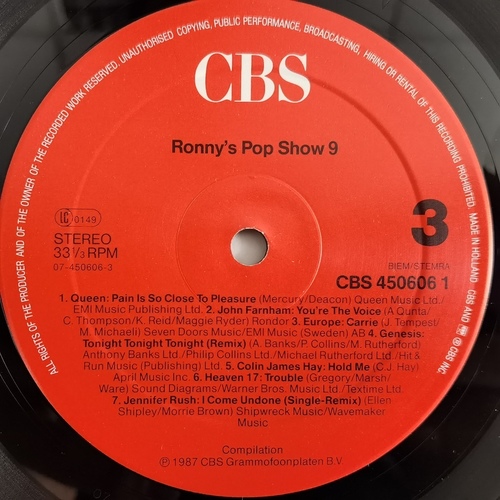 ALL RIGHTS OF THE PRODUCER AND OF THE OWNER OF THE RECORDED WORK RESERVED. UNAUTHORISED COPYING, PUBLIC PERFORMANCE, BROADCASTING, HIRING OR RENTAL OF THIS RECORDING PROHIBITED. MADE IN HOLLAND
CBS AND ℗ CBS INC.
CBS
Ronny's Pop Show 9
LC 0149
3
STEREO
33 1/3 RPM
07-450606-3
BIEM/STEMRA
CBS 450606 1
1. Queen: Pain Is So Close To Pleasure (Mercury/Deacon) Queen Music Ltd./
EMI Music Publishing Ltd. 2. John Farnham: You're The Voice (A Qunta/
C. Thompson/K. Reid/Maggie Ryder) Rondor 3. Europe: Carrie (J. Tempest/
M. Michaeli) Seven Doors Music/EMI Music (Sweden) AB 4. Genesis:
Tonight Tonight Tonight (Remix) (A. Banks/P. Collins/M. Rutherford)
Anthony Banks Ltd./Philip Collins Ltd./Michael Rutherford Ltd./Hit &
Run Music (Publishing) Ltd. 5. Colin James Hay: Hold Me (C.J. Hay)
April Music Inc. 6. Heaven 17: Trouble (Gregory/Marsh/
Ware) Sound Diagrams/Warner Bros. Music Ltd./Textime Ltd.
7. Jennifer Rush: I Come Undone (Single-Remix) (Ellen
Shipley/Morrie Brown) Shipwreck Music/Wavemaker
Music
Compilation
℗ 1987 CBS Grammofoonplaten B.V.